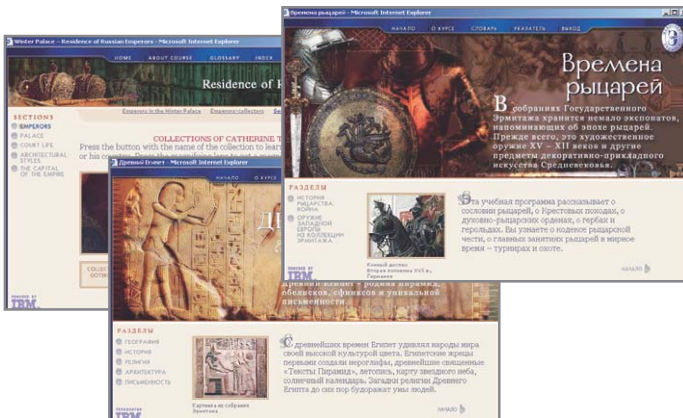 Winter Palace - Residence of Russian Emperors - Microsoft Internet Explorer
HOME ABOUT COURSE GLOSSARY INDEX
Residence of
Emperors in the Winter Palace Emperors-collectors
SECTIONS
EMPERORS
PALACE
COURT LIFE
ARCHITECTURAL
STYLES
THE CAPITAL
OF THE EMPIRE
COLLECTIONS OF CATHERINE T
Press the button with the name of the collection to learn
POWERED BY
IBM
Времена рыцарей - Microsoft Internet Explorer
НАЧАЛО О КУРСЕ СЛОВАРЬ УКАЗАТЕЛЬ ВЫХОД
Времена
рыцарей
В собраниях Государственного
Эрмитажа хранится немало экспонатов,
напоминающих об эпохе рыцарей.
Прежде всего, это художественное
оружие XV – XII веков и другие
предметы декоративно-прикладного
искусства Средневековья.
РАЗДЕЛЫ
ИСТОРИЯ
РЫЦАРСТВА.
ВОЙНА
ОРУЖИЕ
ЗАПАДНОЙ
ЕВРОПЫ
ИЗ КОЛЛЕКЦИИ
ЭРМИТАЖА
Конный доспех
Вторая половина XVI в.,
Германия
Эта учебная программа рассказывает о
сословии рыцарей, о Крестовых походах, о
духовно-рыцарских орденах, о гербах и
герольдах. Вы узнаете о кодексе рыцарской
чести, о главных занятиях рыцарей в мирное
время – турнирах и охоте.
НАЧАЛО
POWERED BY
IBM
Древний Египет - Microsoft Internet Explorer
НАЧАЛО О КУРСЕ
Древний Египет - родина пирамид,
обелисков, сфинксов и уникальной
письменности.
РАЗДЕЛЫ
ГЕОГРАФИЯ
ИСТОРИЯ
РЕЛИГИЯ
АРХИТЕКТУРА
ПИСЬМЕННОСТЬ
Картинка из собрания
Эрмитажа
С древнейших времен Египет удивлял народы мира
своей высокой культурой цвета. Египетские жрецы
первыми создали иероглифы, древнейшие священные
«Тексты Пирамид», летопись, карту звездного неба,
солнечный календарь. Загадки религии Древнего
Египта до сих пор будоражат умы людей.
НАЧАЛО
ТЕХНОЛОГИИ
IBM